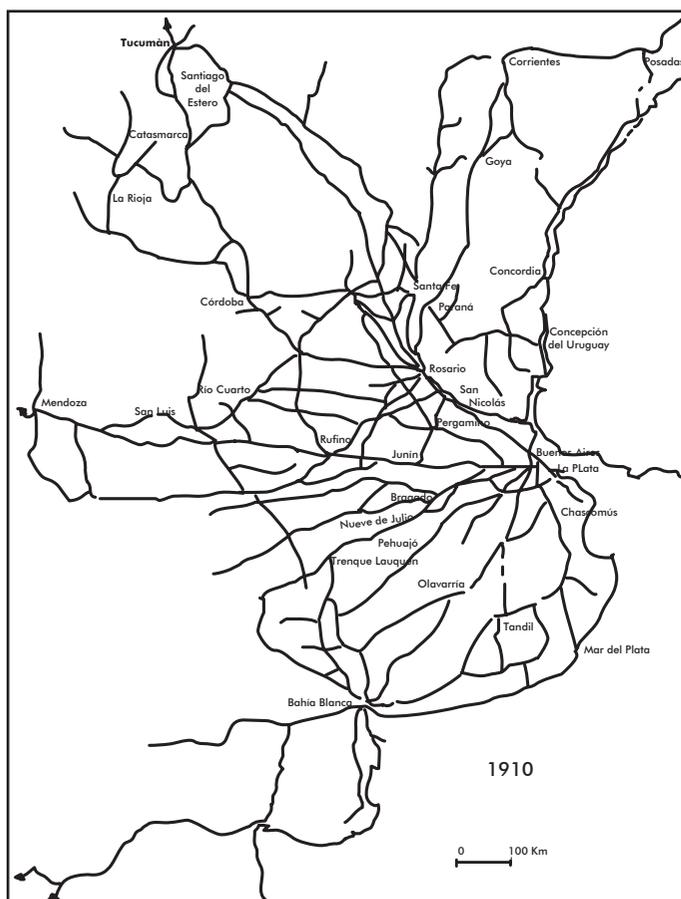 Tucumàn
Corrientes
Posadas
Santiago
del
Estero
Catasmarca
Goya
La Rioja
Concordia
Santa Fe
Córdoba
Paraná
Concepción
del Uruguay
Rosario
Río Cuarto
San
Nicolás
Mendoza
San Luis
Pergamino
Rufino
Junín
Buenos Aires
La PLata
Bragado
Chascomús
Nueve de Julio
Pehuajó
Trenque Lauquen
Olavarría
Tandil
Mar del Plata
Bahía Blanca
1910
0 100 Km